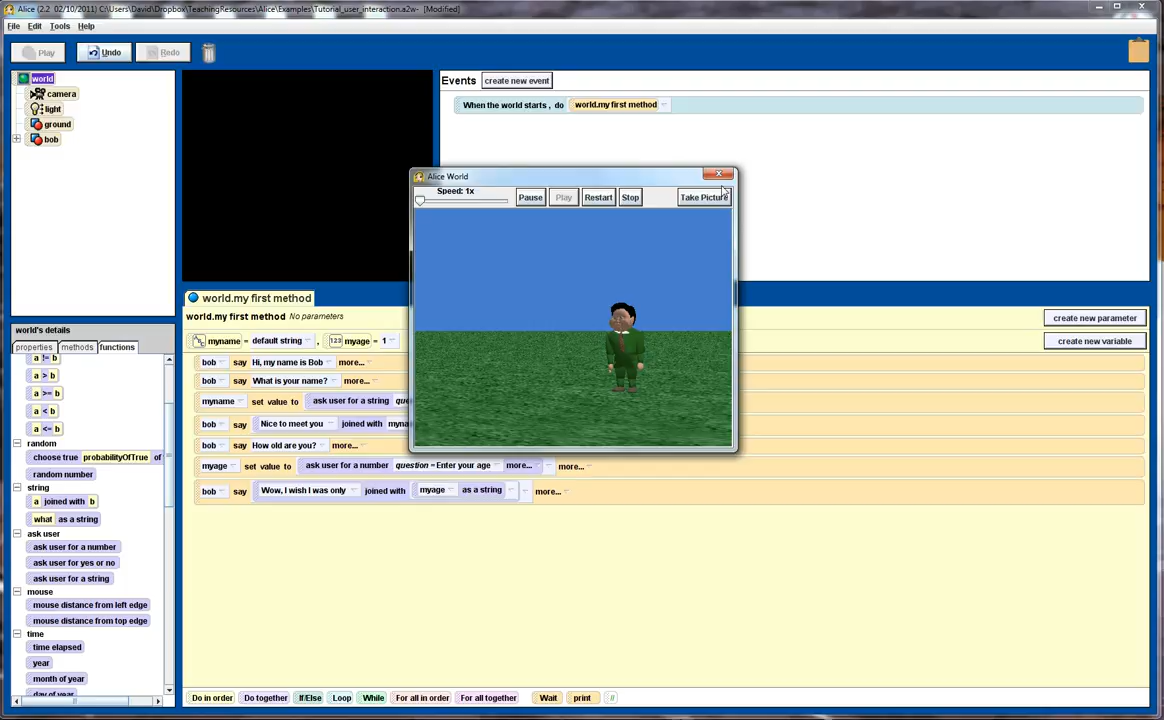 Alice (2.2 02/10/2011) C:\Users\David\Dropbox\TeachingResources\Alice\Examples\Tutorial_user_interaction.a2w- [Modified]
File Edit Tools Help
Play Undo Redo
world
camera
light
ground
bob
Events create new event
When the world starts , do world.my first method
Alice World
Speed: 1x
Pause Play Restart Stop Take Picture
world.my first method
world.my first method No parameters
create new parameter
myname = default string , 123 myage = 1
create new variable
bob say Hi, my name is Bob more...
bob say What is your name? more...
myname set value to ask user for a string
bob say Nice to meet you joined with
bob say How old are you? more...
myage set value to ask user for a number question = Enter your age more... more...
bob say Wow, I wish I was only joined with myage as a string more...
world's details
properties methods functions
a != b
a > b
a >= b
a < b
a <= b
random
choose true probabilityOfTrue of
random number
string
a joined with b
what as a string
ask user
ask user for a number
ask user for yes or no
ask user for a string
mouse
mouse distance from left edge
mouse distance from top edge
time
time elapsed
year
month of year
day of year
Do in order Do together If/Else Loop While For all in order For all together Wait print //